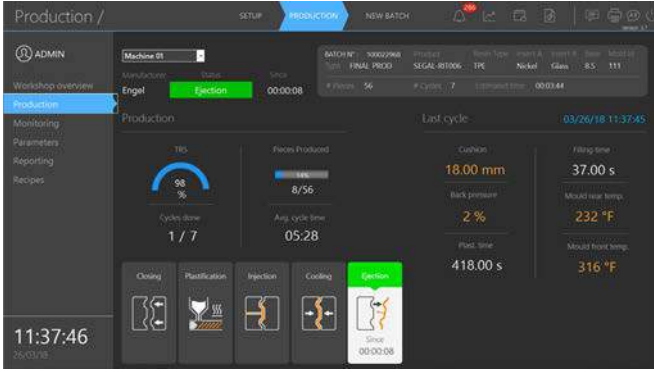 Production /
SETUP
PRODUCTION
NEW BATCH
286
ADMIN
Workshop overview
Production
Monitoring
Parameters
Reporting
Recipes
11:37:46
26/03/18
Machine 01
Manufacturer Status Since
Engel Ejection 00:00:08
BATCH N° 100022968 Product Resin Type Insert A Insert B Base Mold id
Type FINAL PROD SEGAL-RIT006 TPE Nickel Glass 8.5 111
# Pieces 56 # Cycles 7 Estimated time 00:03:44
Production
TRS
98
%
Pieces Produced
14%
8/56
Cycles done
1 / 7
Avg. cycle time
05:28
Last cycle 03/26/18 11:37:45
Cushion
18.00 mm
Filling time
37.00 s
Back pressure
2 %
Mould rear temp.
232 °F
Plast. time
418.00 s
Mould front temp.
316 °F
Closing
Plastification
Injection
Cooling
Ejection
Since
00:00:08